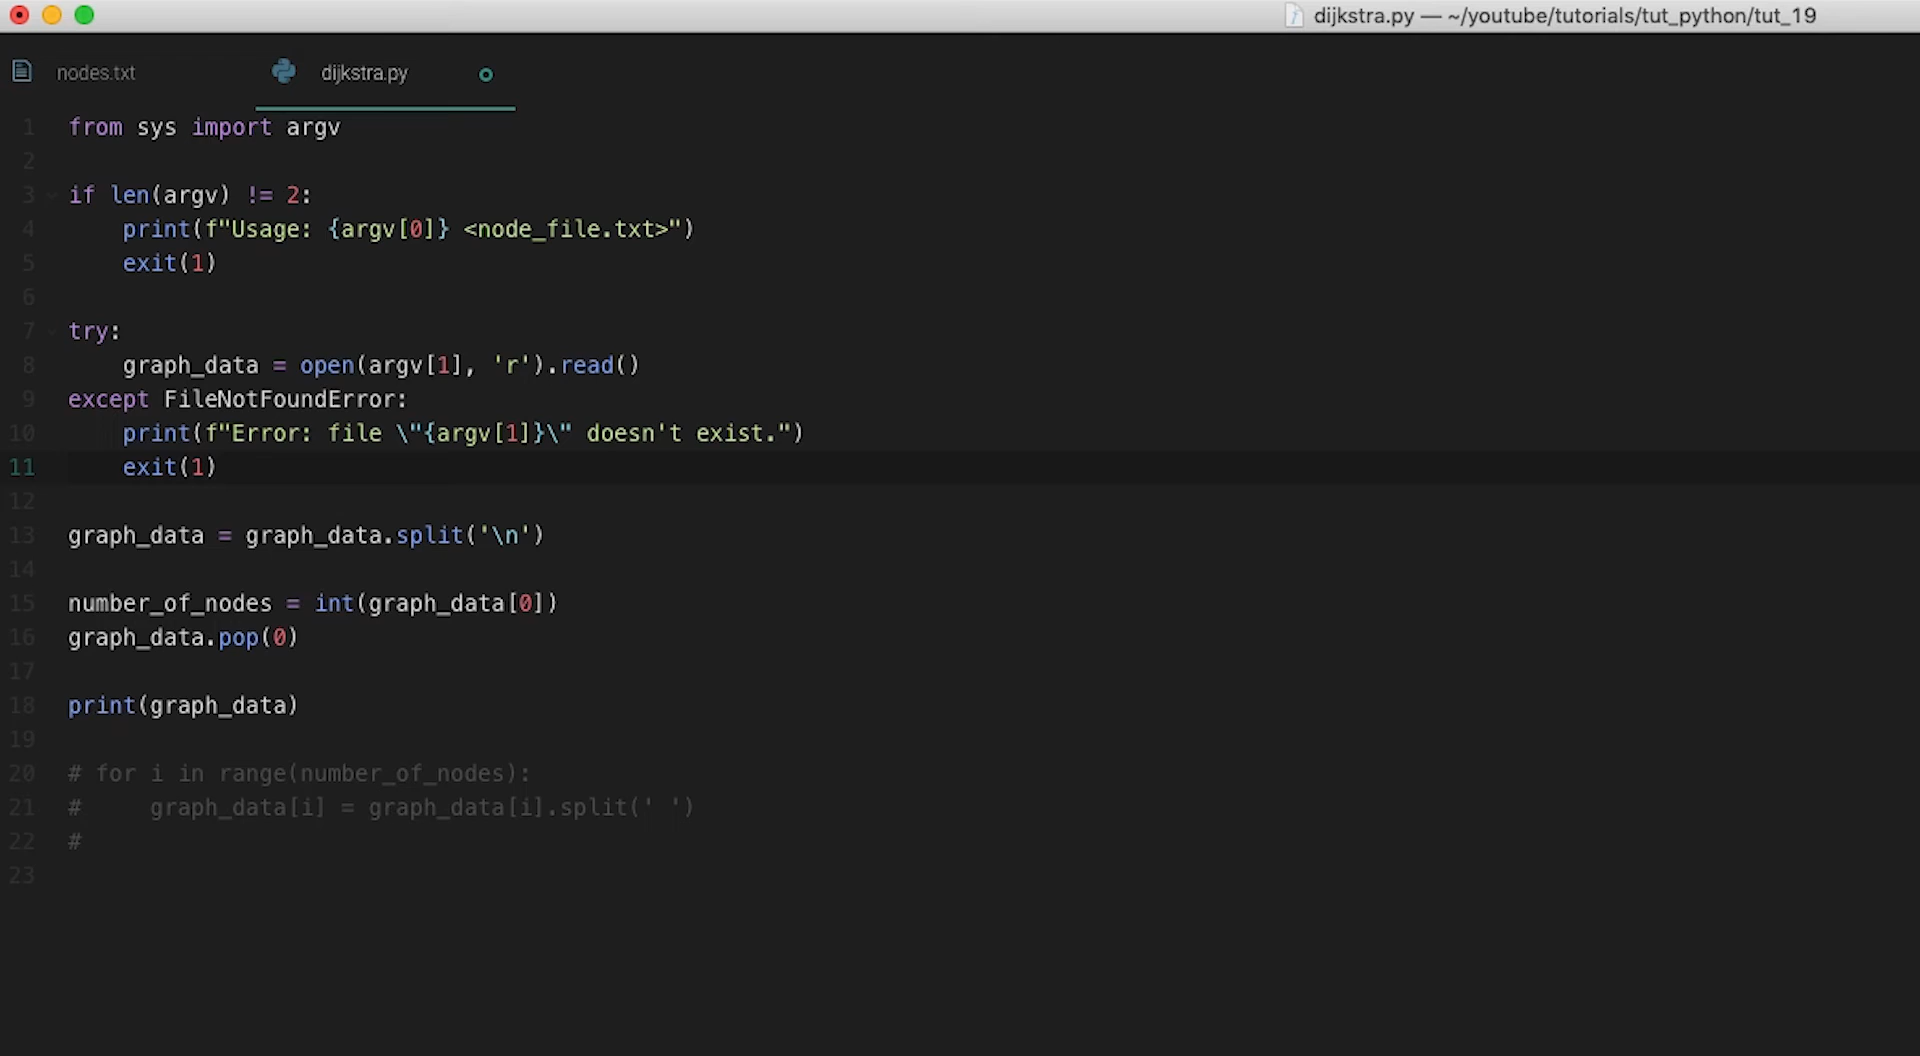 dijkstra.py — ~/youtube/tutorials/tut_python/tut_19
nodes.txt
dijkstra.py
1 from sys import argv
2
3 if len(argv) != 2:
4     print(f"Usage: {argv[0]} <node_file.txt>")
5     exit(1)
6
7 try:
8     graph_data = open(argv[1], 'r').read()
9 except FileNotFoundError:
10     print(f"Error: file \"{argv[1]}\" doesn't exist.")
11     exit(1)
12
13 graph_data = graph_data.split('\n')
14
15 number_of_nodes = int(graph_data[0])
16 graph_data.pop(0)
17
18 print(graph_data)
19
20 # for i in range(number_of_nodes):
21 #     graph_data[i] = graph_data[i].split(' ')
22 #
23